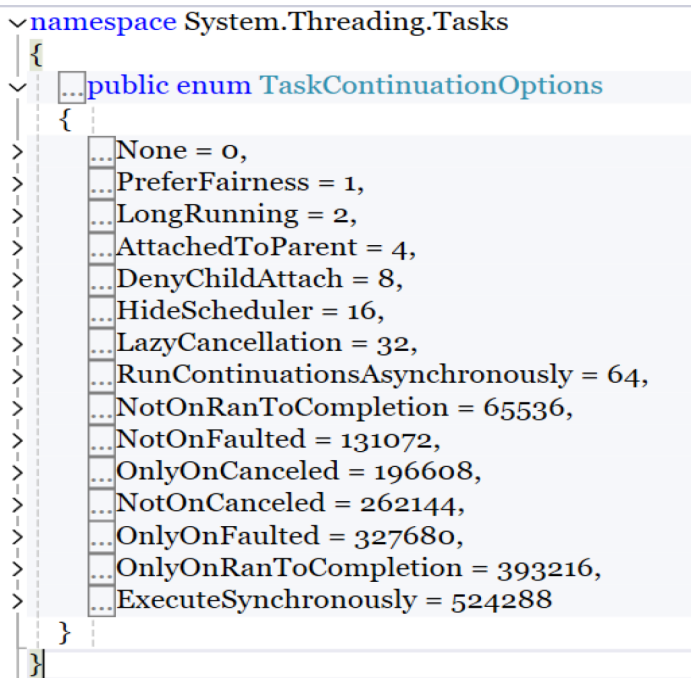 namespace System.Threading.Tasks
{
...public enum TaskContinuationOptions
{
...None = 0,
...PreferFairness = 1,
...LongRunning = 2,
...AttachedToParent = 4,
...DenyChildAttach = 8,
...HideScheduler = 16,
...LazyCancellation = 32,
...RunContinuationsAsynchronously = 64,
...NotOnRanToCompletion = 65536,
...NotOnFaulted = 131072,
...OnlyOnCanceled = 196608,
...NotOnCanceled = 262144,
...OnlyOnFaulted = 327680,
...OnlyOnRanToCompletion = 393216,
...ExecuteSynchronously = 524288
}
}